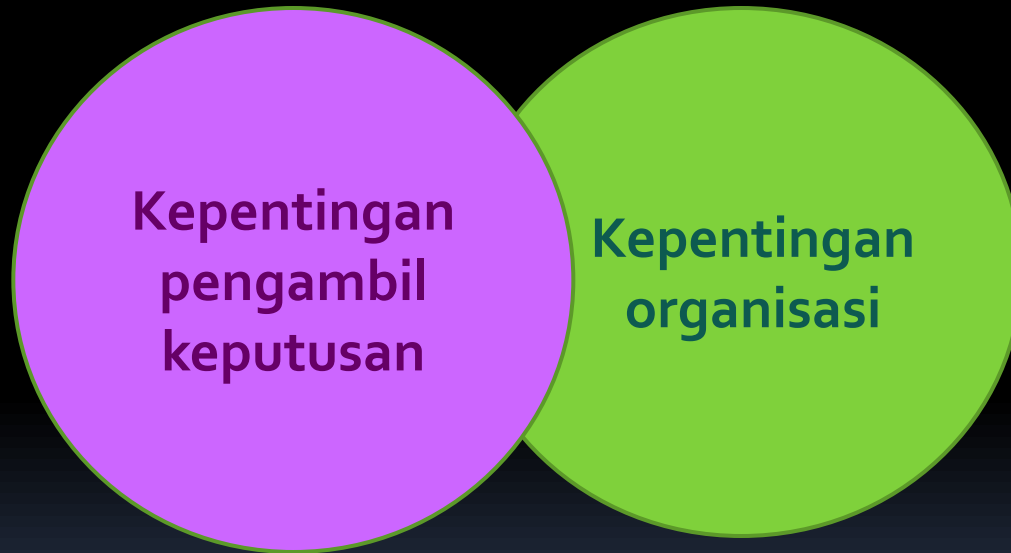 Kepentingan
pengambil
keputusan
Kepentingan
organisasi